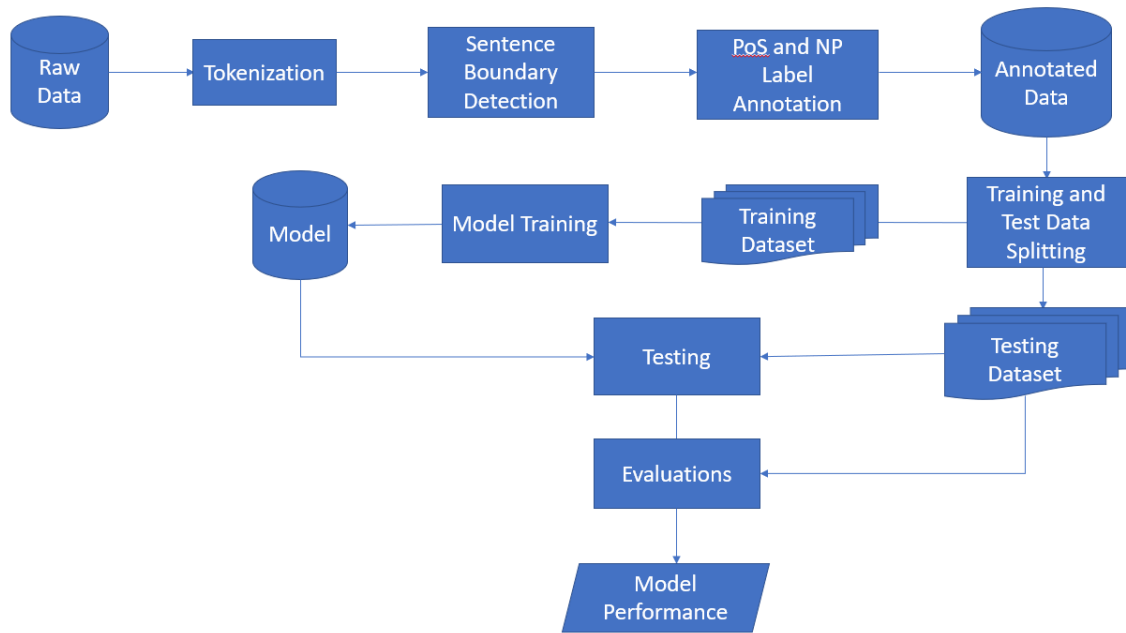 Raw
Data
Tokenization
Sentence
Boundary
Detection
PoS and NP
Label
Annotation
Annotated
Data
Model
Model Training
Training
Dataset
Training and
Test Data
Splitting
Testing
Testing
Dataset
Evaluations
Model
Performance